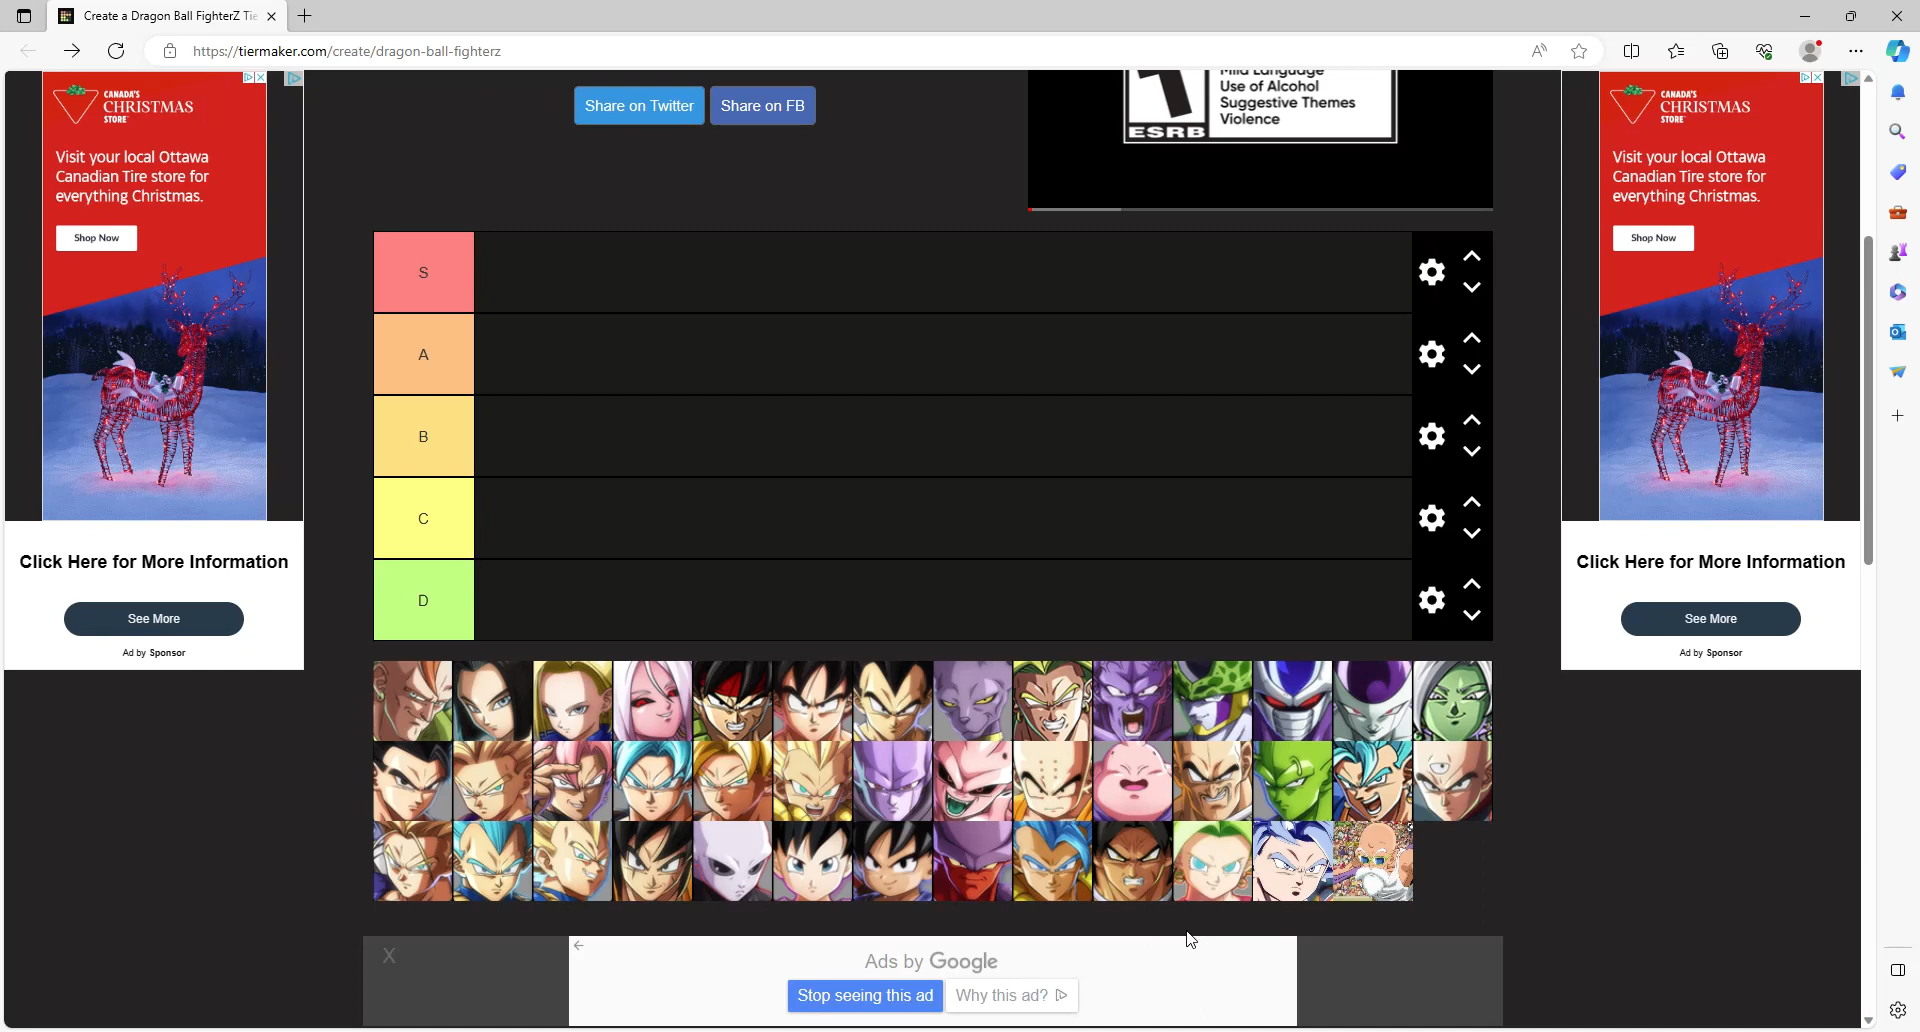 Create a Dragon Ball FighterZ Tie
https://tiermaker.com/create/dragon-ball-fighterz
CANADA'S
CHRISTMAS
STORE
Visit your local Ottawa
Canadian Tire store for
everything Christmas.
Shop Now
Click Here for More Information
See More
Ad by Sponsor
Share on Twitter
Share on FB
Mild Language
Use of Alcohol
Suggestive Themes
Violence
ESRB
S
A
B
C
D
CANADA'S
CHRISTMAS
STORE
Visit your local Ottawa
Canadian Tire store for
everything Christmas.
Shop Now
Click Here for More Information
See More
Ad by Sponsor
X
Ads by Google
Stop seeing this ad
Why this ad?